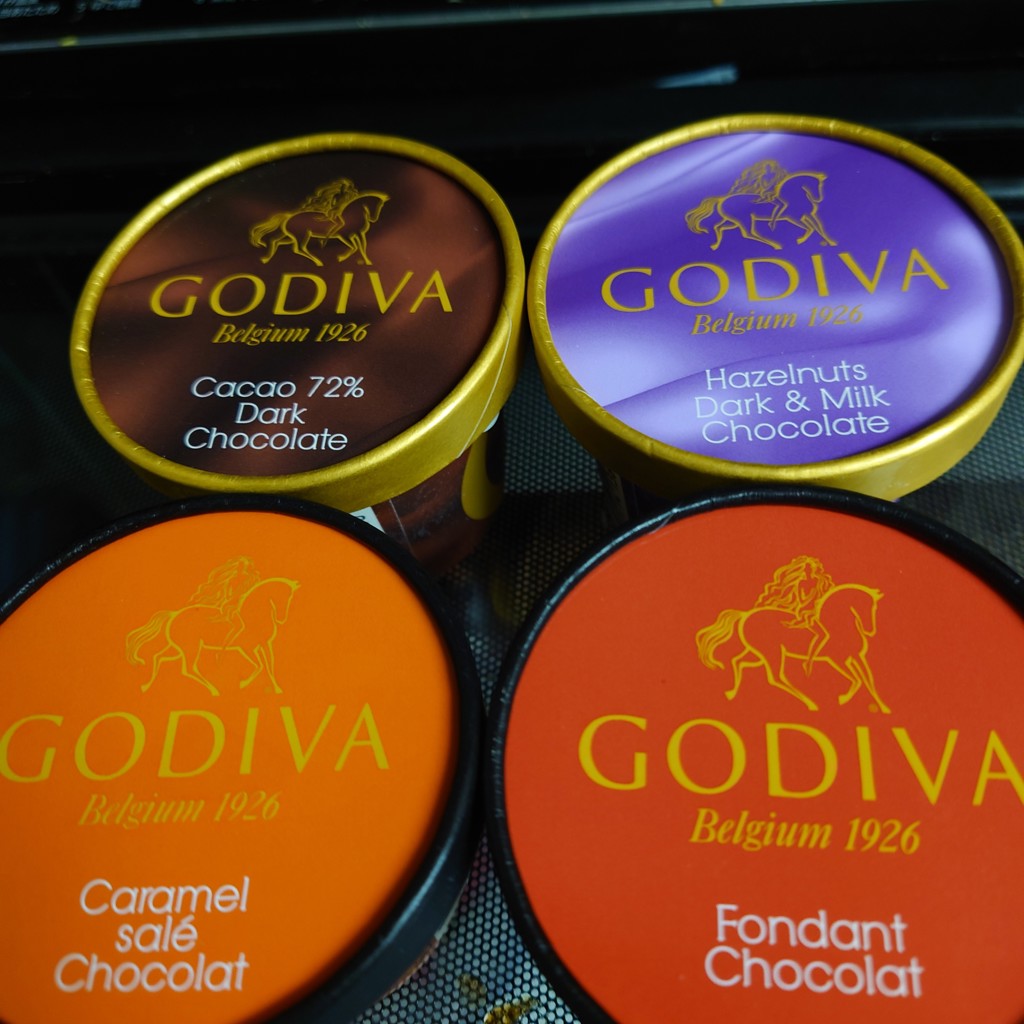 GODIVA
Belgium 1926
Cacao 72%
Dark
Chocolate
GODIVA
Belgium 1926
Hazelnuts
Dark & Milk
Chocolate
GODIVA
Belgium 1926
Caramel
salé
Chocolat
GODIVA
Belgium 1926
Fondant
Chocolat